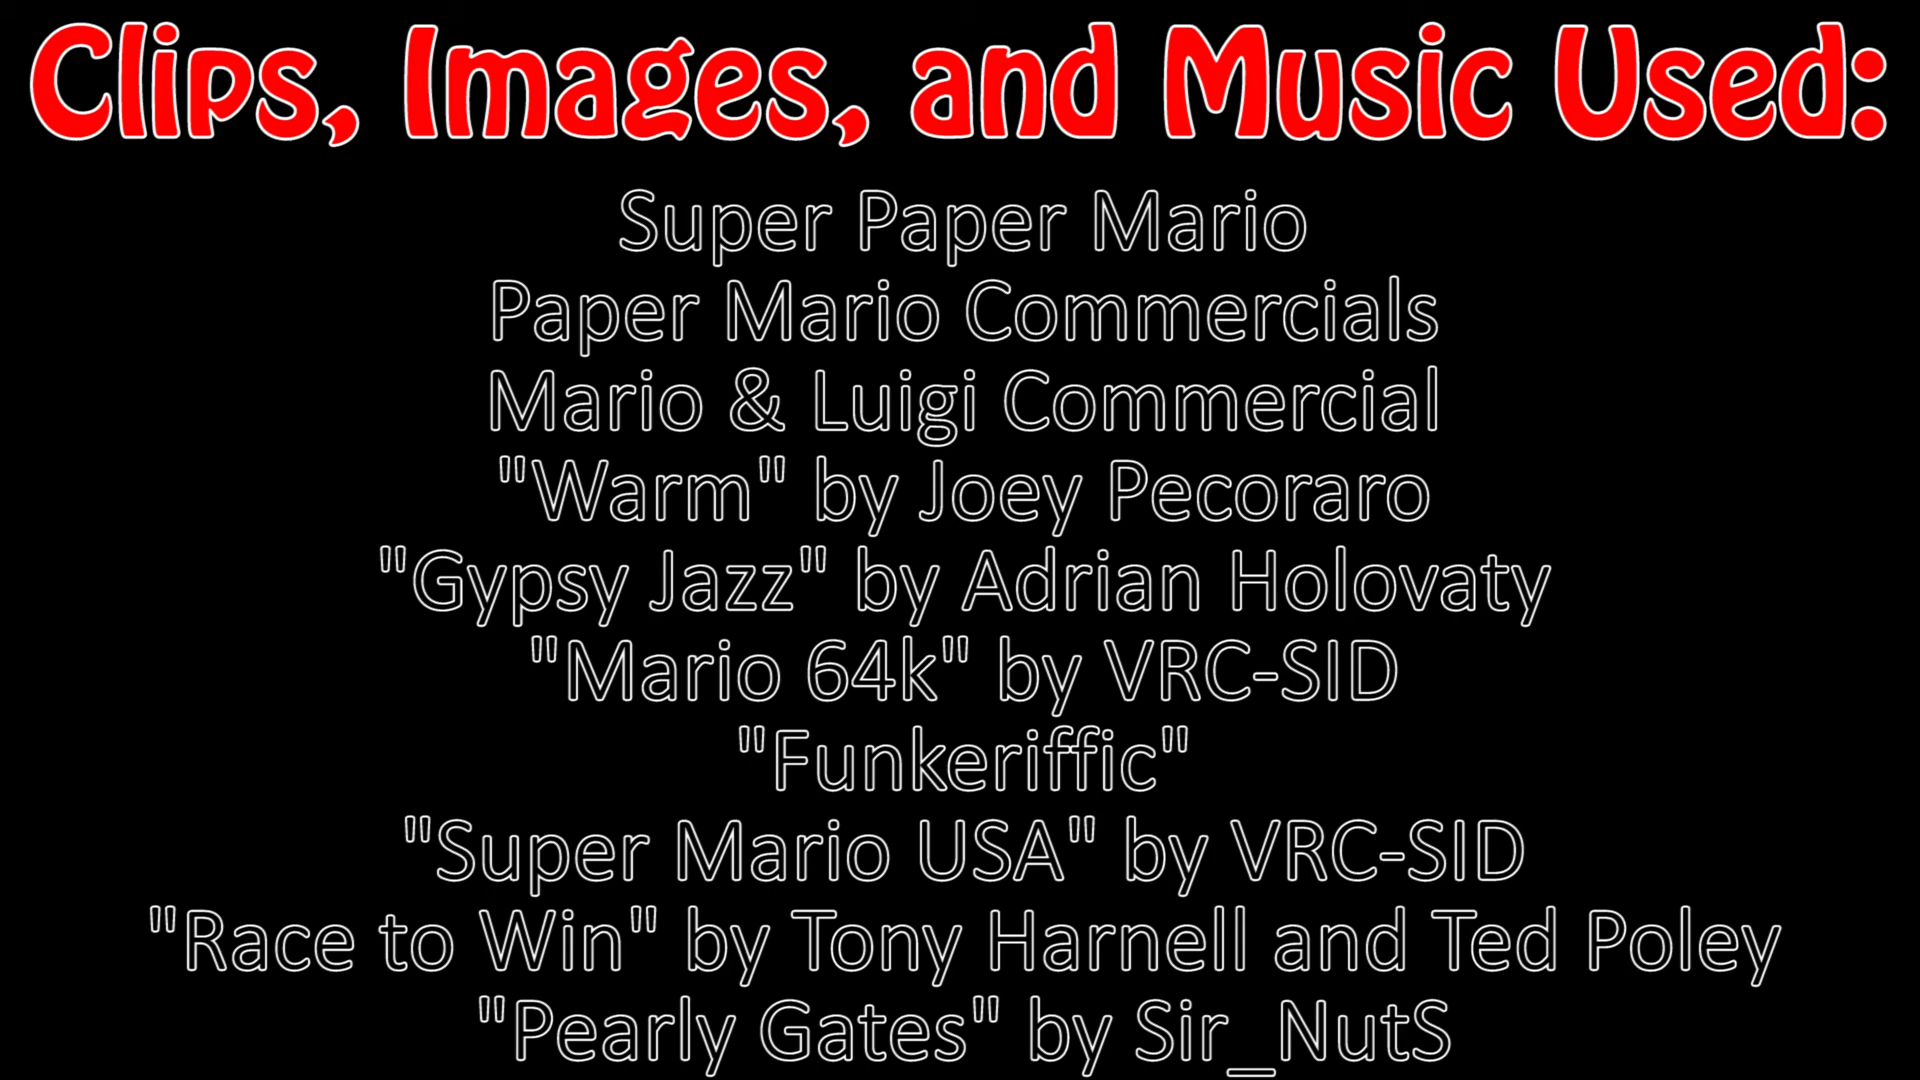 Clips, Images, and Music Used:
Super Paper Mario
Paper Mario Commercials
Mario & Luigi Commercial
"Warm" by Joey Pecoraro
"Gypsy Jazz" by Adrian Holovaty
"Mario 64k" by VRC-SID
"Funkeriffic"
"Super Mario USA" by VRC-SID
"Race to Win" by Tony Harnell and Ted Poley
"Pearly Gates" by Sir_NutS